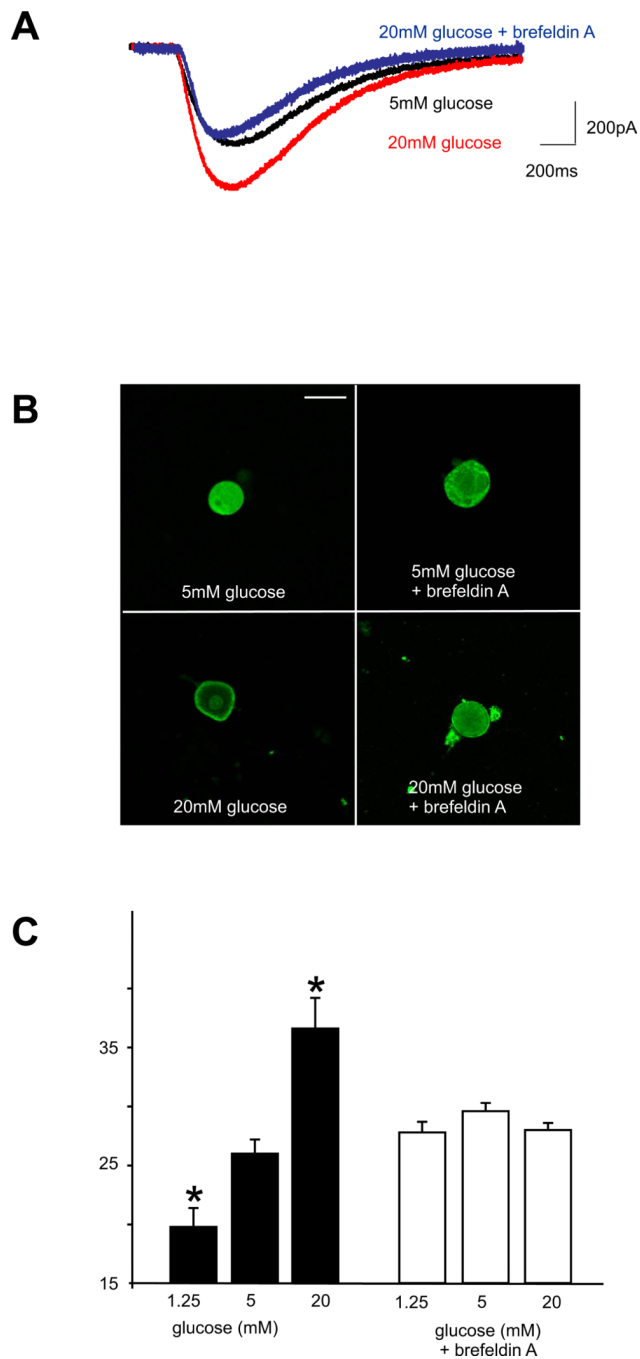 A
20mM glucose + brefeldin A
5mM glucose
20mM glucose
200pA
200ms
B
5mM glucose
5mM glucose
+ brefeldin A
20mM glucose
20mM glucose
+ brefeldin A
C
*
*
35
25
15
1.25 5 20 1.25 5 20
glucose (mM) glucose (mM)
+ brefeldin A